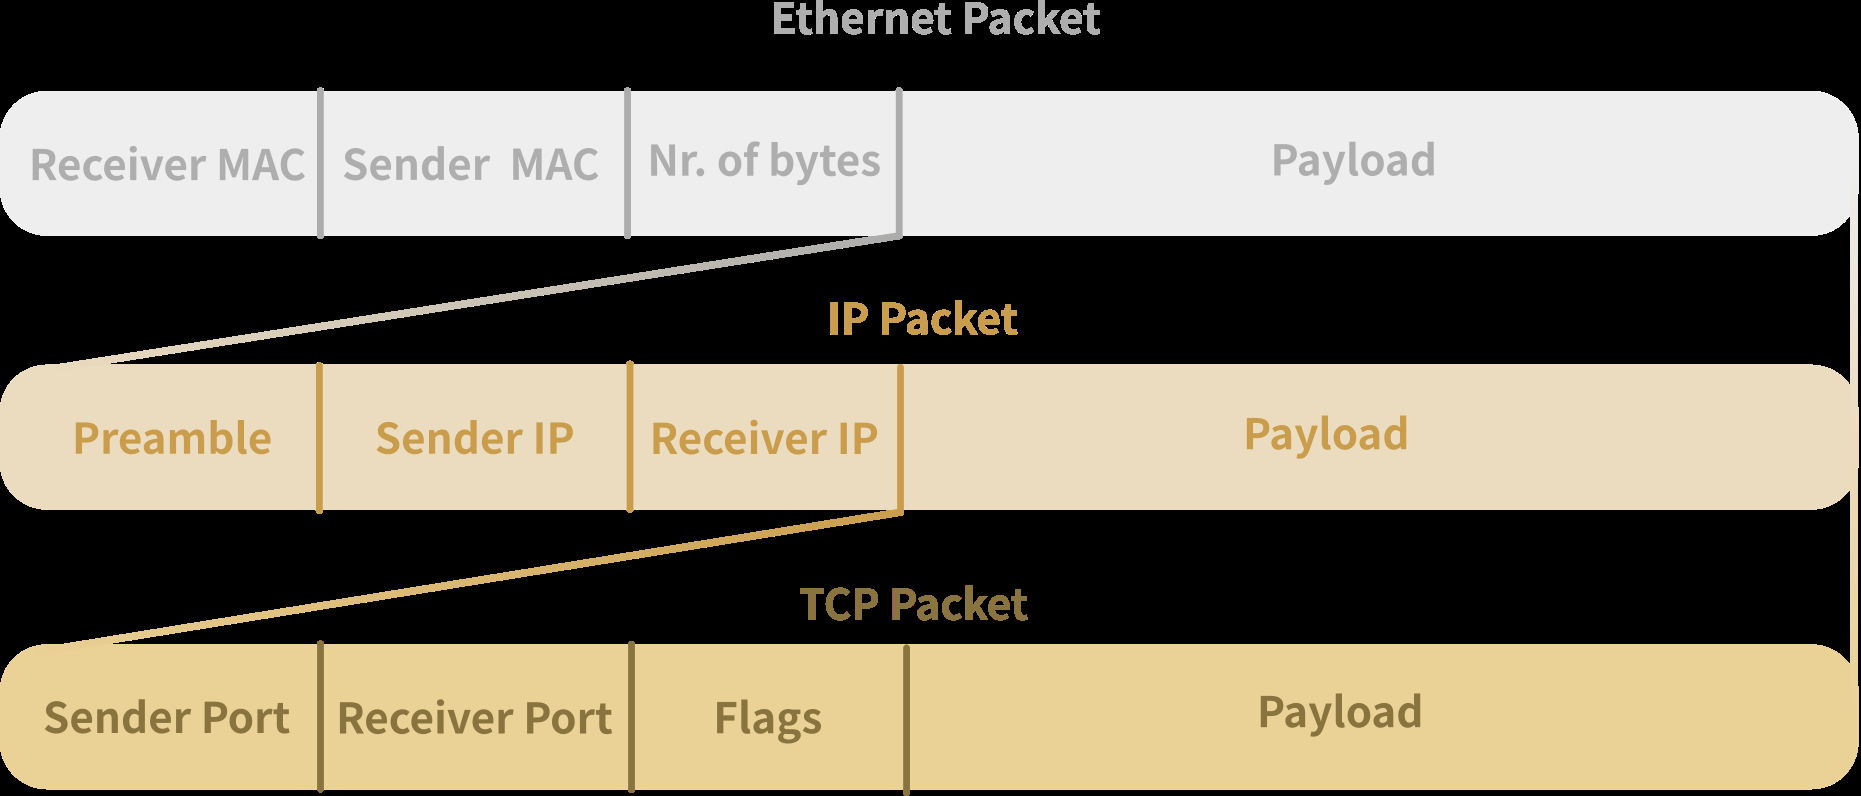 Ethernet Packet
Receiver MAC Sender MAC Nr. of bytes Payload
IP Packet
Preamble Sender IP Receiver IP Payload
TCP Packet
Sender Port Receiver Port Flags Payload